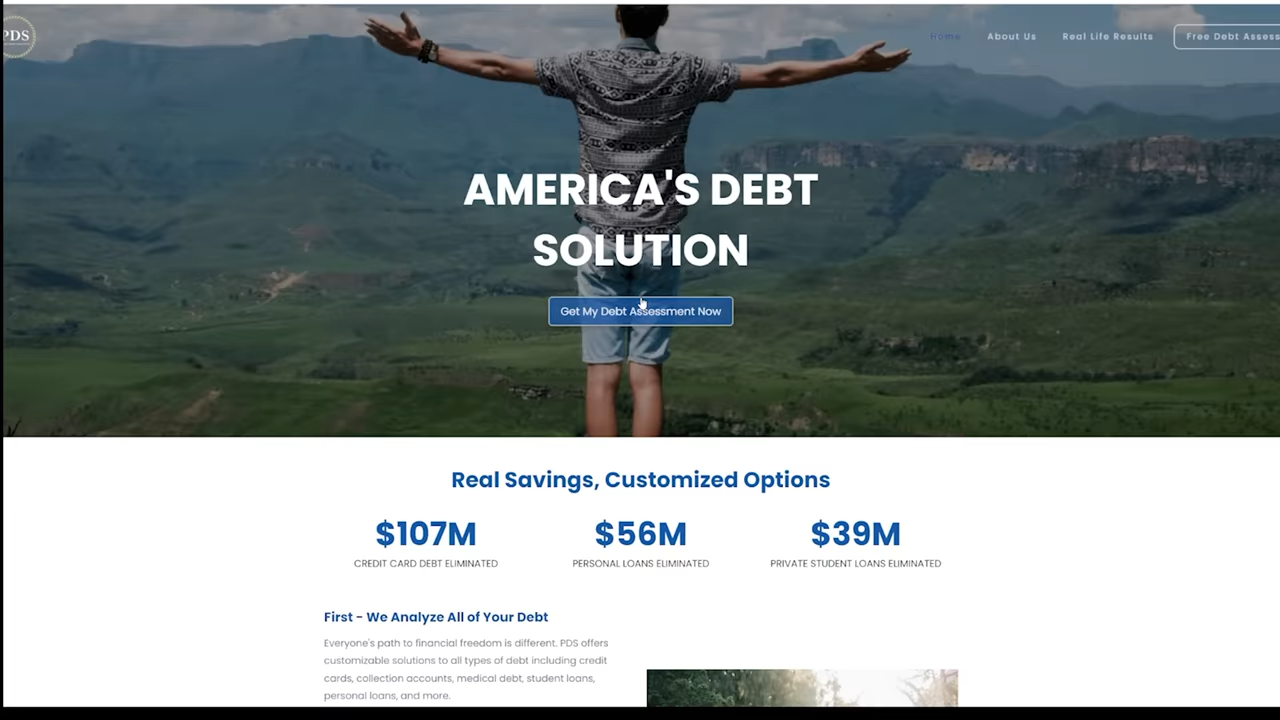 PDS
Home
About Us
Real Life Results
Free Debt Assess
AMERICA'S DEBT
SOLUTION
Get My Debt Assessment Now
Real Savings, Customized Options
$107M
$56M
$39M
CREDIT CARD DEBT ELIMINATED
PERSONAL LOANS ELIMINATED
PRIVATE STUDENT LOANS ELIMINATED
First - We Analyze All of Your Debt
Everyone's path to financial freedom is different. PDS offers
customizable solutions to all types of debt including credit
cards, collection accounts, medical debt, student loans,
personal loans, and more.